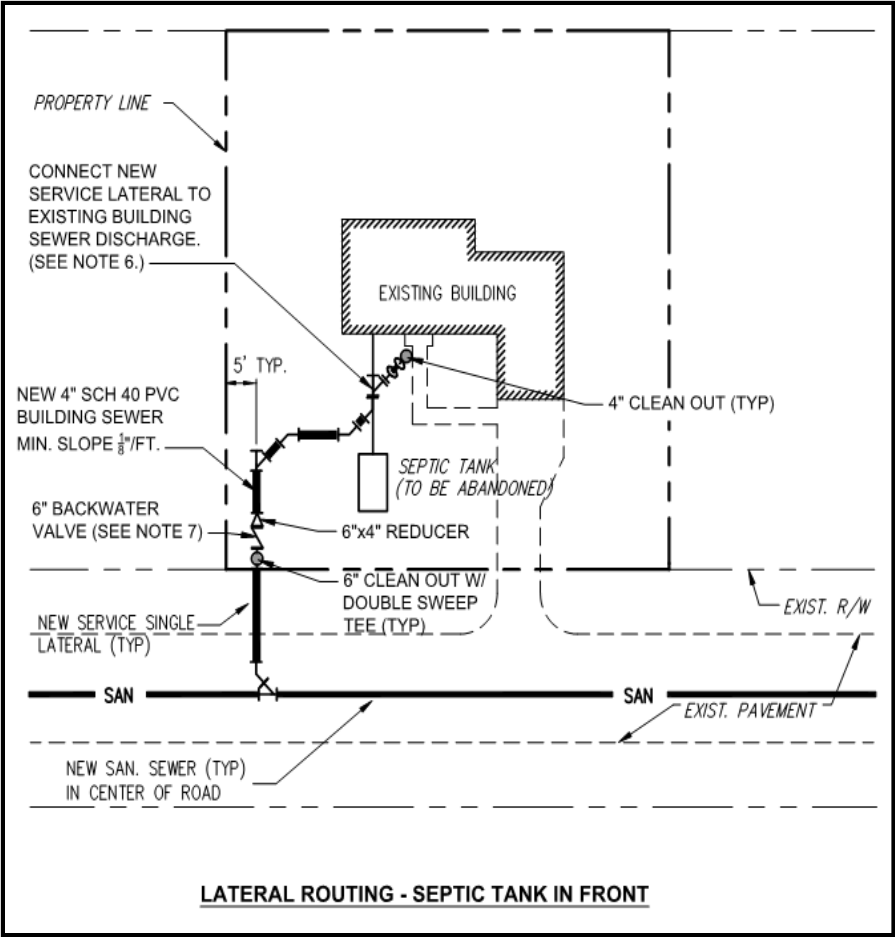 PROPERTY LINE
CONNECT NEW
SERVICE LATERAL TO
EXISTING BUILDING
SEWER DISCHARGE.
(SEE NOTE 6.)
EXISTING BUILDING
5' TYP.
NEW 4" SCH 40 PVC
BUILDING SEWER
MIN. SLOPE 1/8"/FT.
4" CLEAN OUT (TYP)
SEPTIC TANK
(TO BE ABANDONED)
6" BACKWATER
VALVE (SEE NOTE 7)
6"x4" REDUCER
6" CLEAN OUT W/
DOUBLE SWEEP
TEE (TYP)
EXIST. R/W
NEW SERVICE SINGLE
LATERAL (TYP)
SAN
SAN
EXIST. PAVEMENT
NEW SAN. SEWER (TYP)
IN CENTER OF ROAD
LATERAL ROUTING - SEPTIC TANK IN FRONT